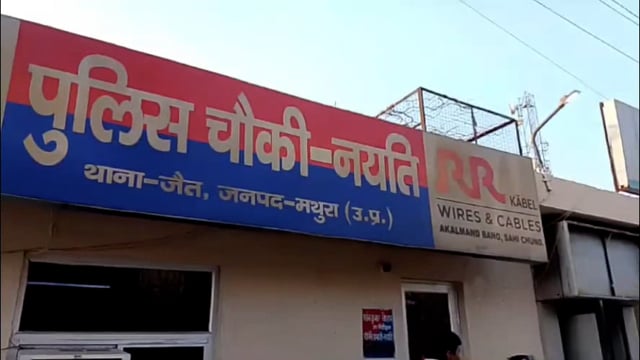 पुलिस चौकी-नयति
थाना-जैत, जनपद-मथुरा (उ.प्र.)
RR
KABEL
WIRES & CABLES
AKALMAND BANO, SAHI CHUNO.